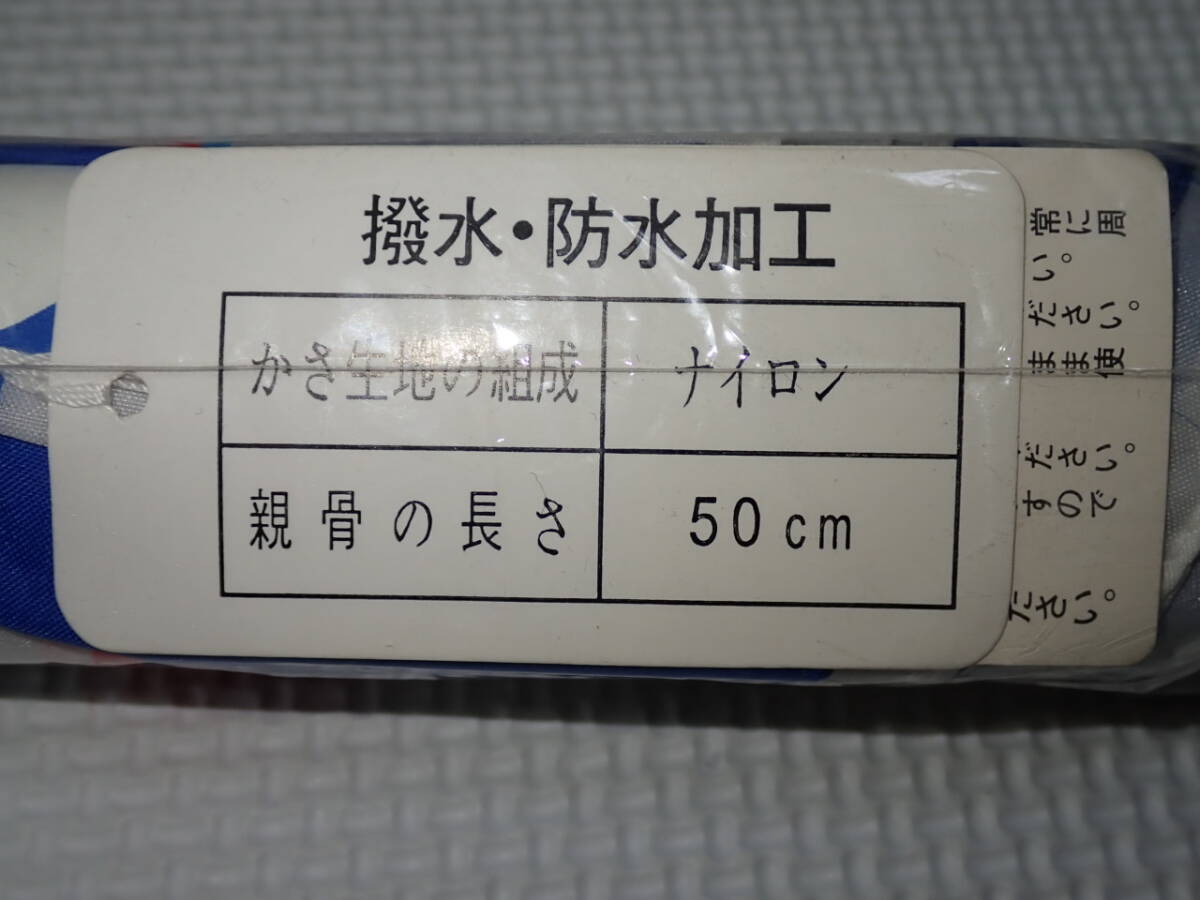 撥水・防水加工
かさ生地の組成 ナイロン
親骨の長さ 50cm
常に周
い。
ださい。
まま使
ださい。
すので
ださい。